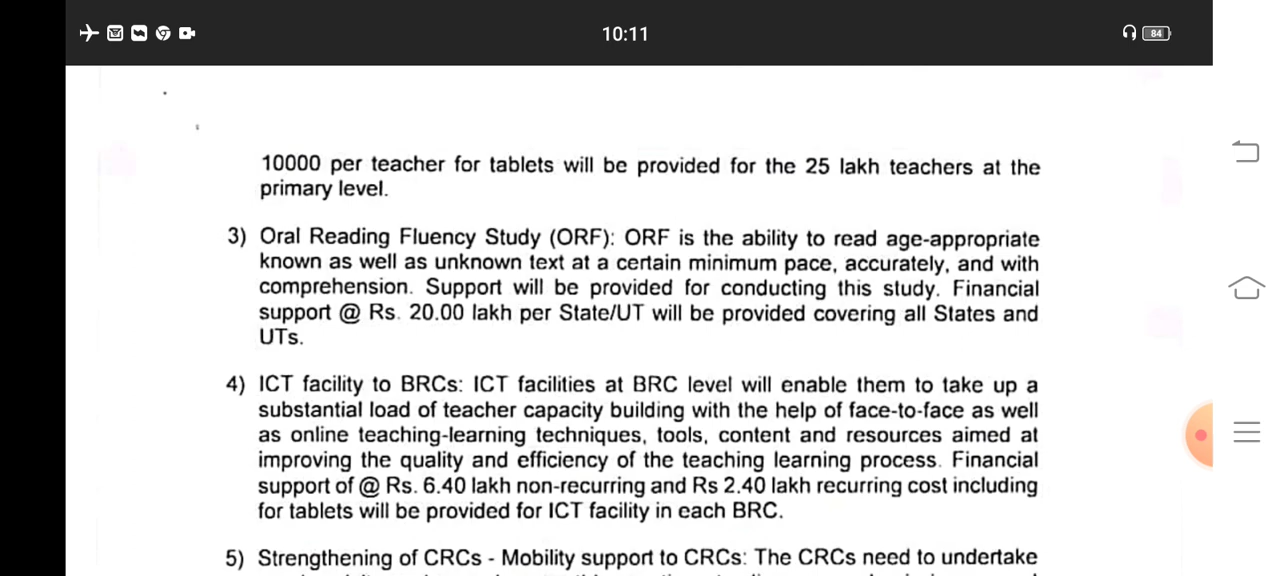 10:11
84
10000 per teacher for tablets will be provided for the 25 lakh teachers at the
primary level.
3) Oral Reading Fluency Study (ORF): ORF is the ability to read age-appropriate
known as well as unknown text at a certain minimum pace, accurately, and with
comprehension. Support will be provided for conducting this study. Financial
support @ Rs. 20.00 lakh per State/UT will be provided covering all States and
UTs.
4) ICT facility to BRCs: ICT facilities at BRC level will enable them to take up a
substantial load of teacher capacity building with the help of face-to-face as well
as online teaching-learning techniques, tools, content and resources aimed at
improving the quality and efficiency of the teaching learning process. Financial
support of @ Rs. 6.40 lakh non-recurring and Rs 2.40 lakh recurring cost including
for tablets will be provided for ICT facility in each BRC.
5) Strengthening of CRCs - Mobility support to CRCs: The CRCs need to undertake